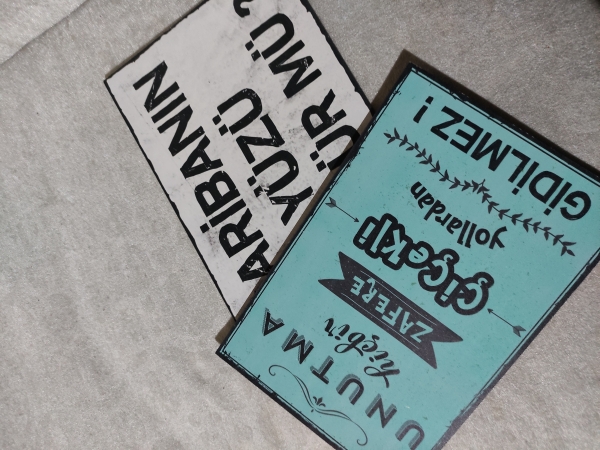 ARİBANIN
YÜZÜ
ÜR MÜ ?
UNUTMA
hiçbir
ZAFERE
ÇİÇEKLİ
yollardan
GİDİLMEZ !